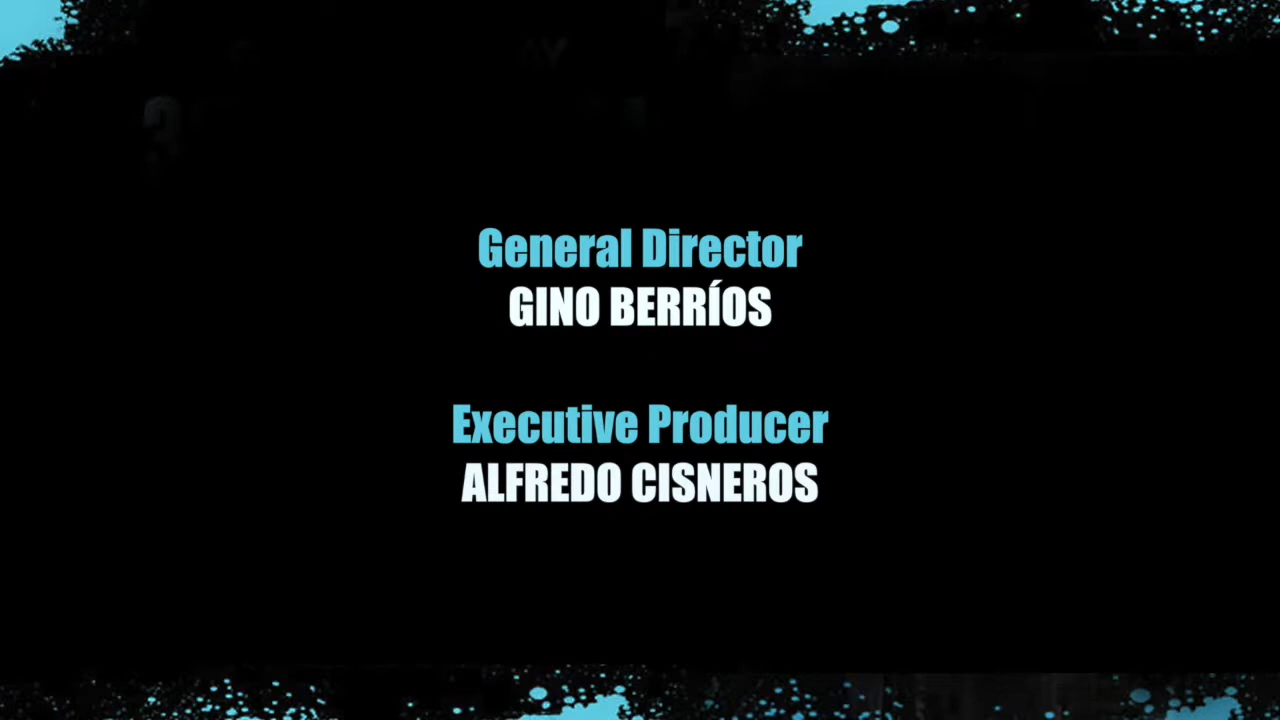 General Director
GINO BERRÍOS
Executive Producer
ALFREDO CISNEROS